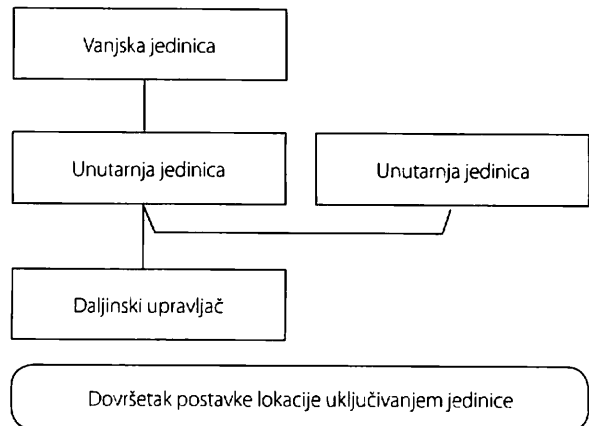 Vanjska jedinica
Unutarnja jedinica
Unutarnja jedinica
Daljinski upravljač
Dovršetak postavke lokacije uključivanjem jedinice